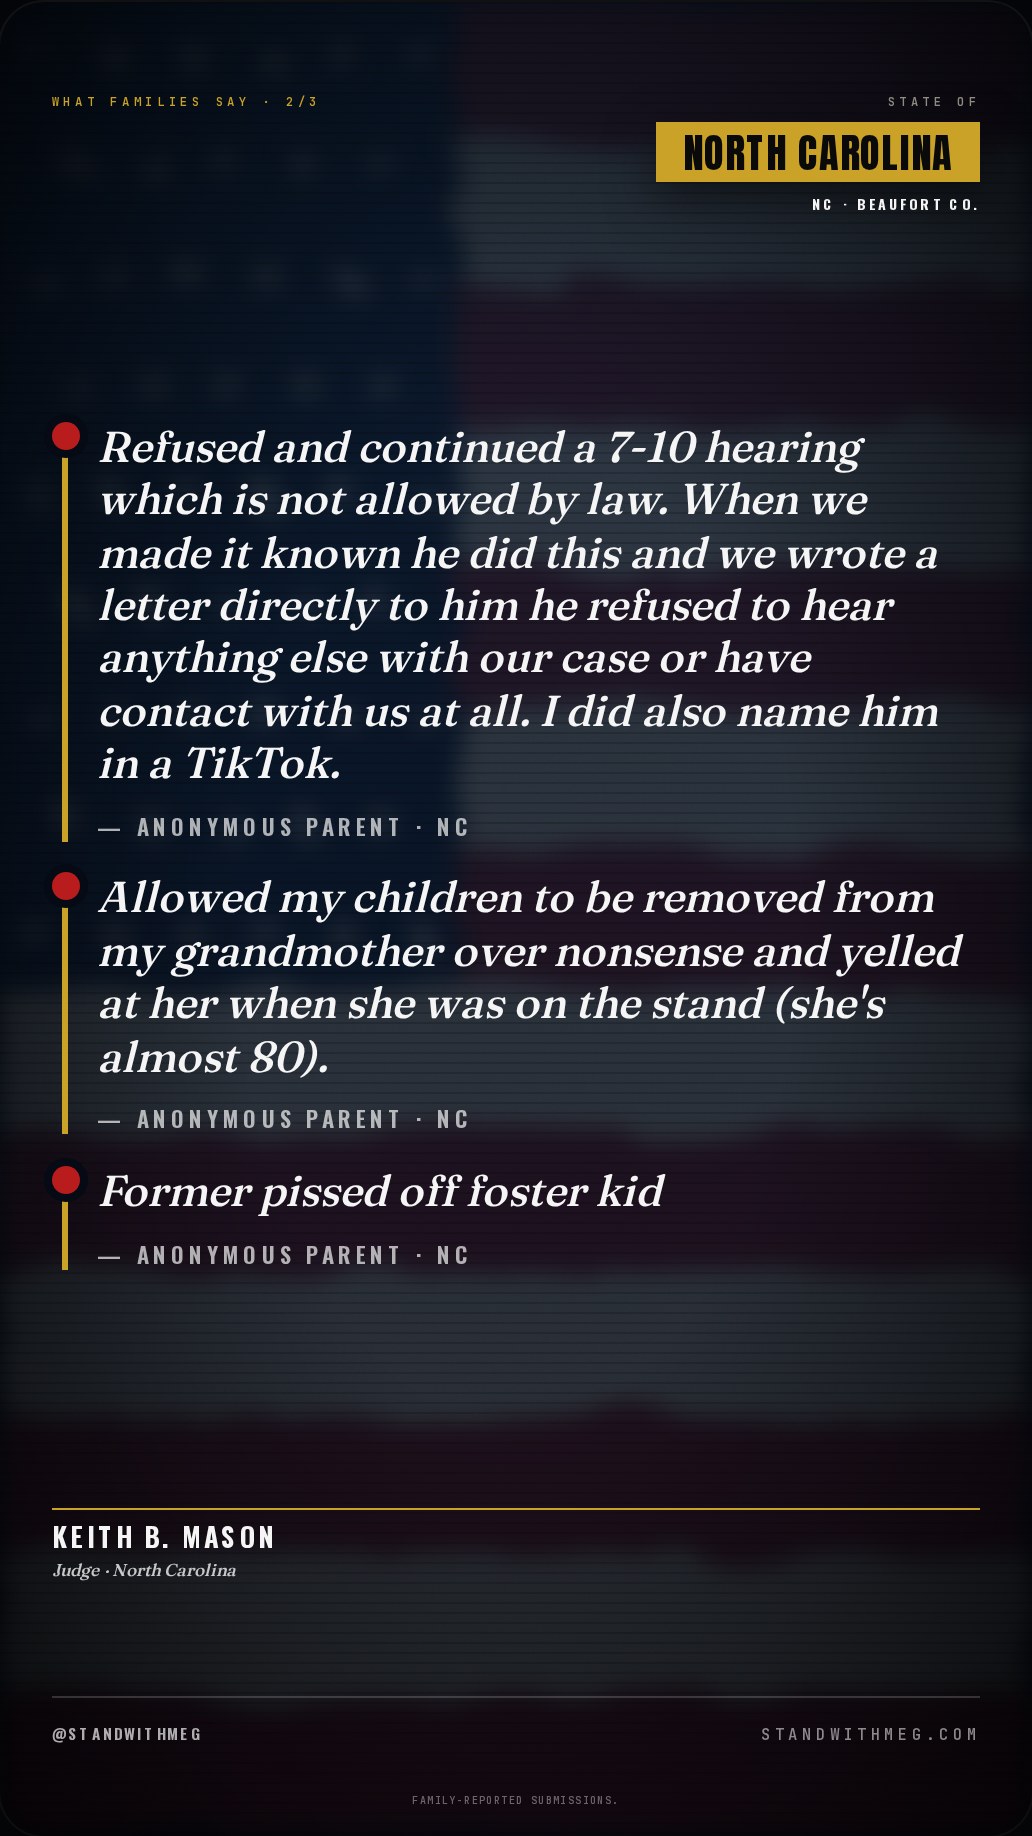 WHAT FAMILIES SAY · 2/3
STATE OF
NORTH CAROLINA
NC · BEAUFORT CO.
Refused and continued a 7-10 hearing
which is not allowed by law. When we
made it known he did this and we wrote a
letter directly to him he refused to hear
anything else with our case or have
contact with us at all. I did also name him
in a TikTok.
— ANONYMOUS PARENT · NC
Allowed my children to be removed from
my grandmother over nonsense and yelled
at her when she was on the stand (she's
almost 80).
— ANONYMOUS PARENT · NC
Former pissed off foster kid
— ANONYMOUS PARENT · NC
KEITH B. MASON
Judge · North Carolina
@STANDWITHMEG
STANDWITHMEG.COM
FAMILY-REPORTED SUBMISSIONS.